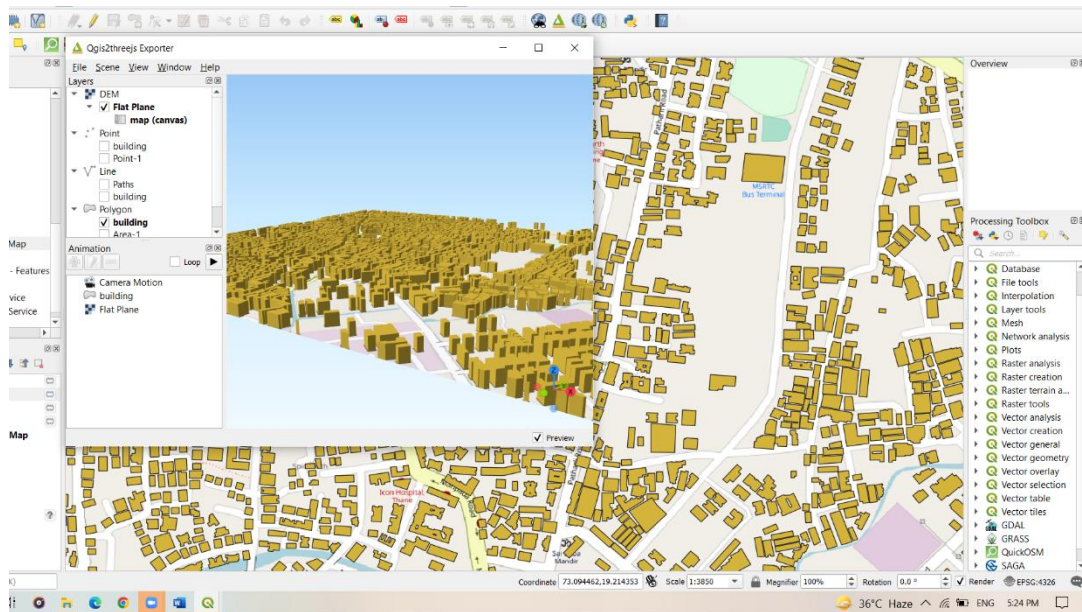 Qgis2threejs Exporter
File Scene View Window Help
Layers
DEM
Flat Plane
map (canvas)
Point
building
Point-1
Line
Paths
building
Polygon
building
Area-1
Animation
Loop
Camera Motion
building
Flat Plane
Preview
Map
- Features
vice
Service
Map
?
abc
abc
Overview
Processing Toolbox
Search...
Database
File tools
Interpolation
Layer tools
Mesh
Network analysis
Plots
Raster analysis
Raster creation
Raster terrain a...
Raster tools
Vector analysis
Vector creation
Vector general
Vector geometry
Vector overlay
Vector selection
Vector table
Vector tiles
GDAL
GRASS
QuickOSM
SAGA
MSRTC
Bus Terminal
Icon Hospital,
Thane
Mandir
Coordinate 73.094462,19.214353 Scale 1:3850 Magnifier 100% Rotation 0.0 ° Render EPSG:4326
36°C Haze ENG 5:24 PM